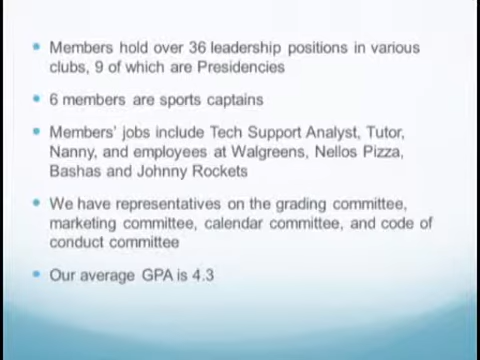 Members hold over 36 leadership positions in various
clubs, 9 of which are Presidencies
6 members are sports captains
Members' jobs include Tech Support Analyst, Tutor,
Nanny, and employees at Walgreens, Nellos Pizza,
Bashas and Johnny Rockets
We have representatives on the grading committee,
marketing committee, calendar committee, and code of
conduct committee
Our average GPA is 4.3